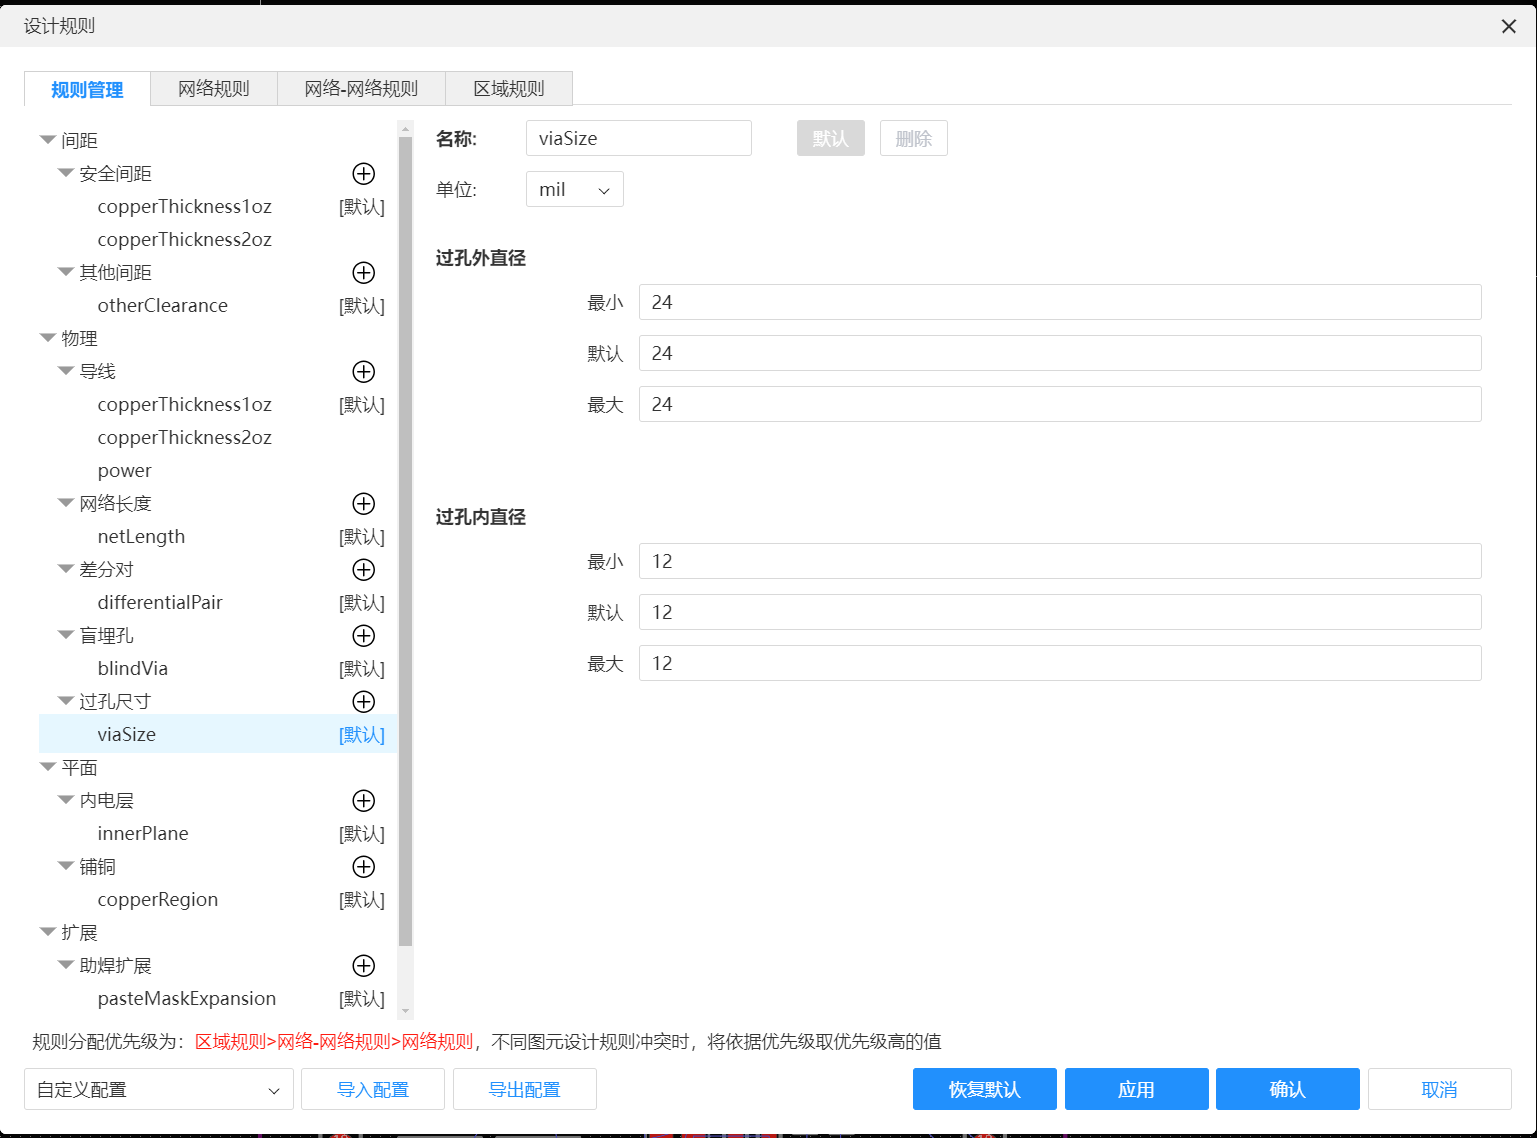 设计规则
规则管理 网络规则 网络-网络规则 区域规则
间距
安全间距
copperThickness1oz [默认]
copperThickness2oz
其他间距
otherClearance [默认]
物理
导线
copperThickness1oz [默认]
copperThickness2oz
power
网络长度
netLength [默认]
差分对
differentialPair [默认]
盲埋孔
blindVia [默认]
过孔尺寸
viaSize [默认]
平面
内电层
innerPlane [默认]
铺铜
copperRegion [默认]
扩展
助焊扩展
pasteMaskExpansion [默认]
名称: viaSize 默认 删除
单位: mil
过孔外直径
最小 24
默认 24
最大 24
过孔内直径
最小 12
默认 12
最大 12
规则分配优先级为：区域规则>网络-网络规则>网络规则，不同图元设计规则冲突时，将依据优先级取优先级高的值
自定义配置 导入配置 导出配置 恢复默认 应用 确认 取消